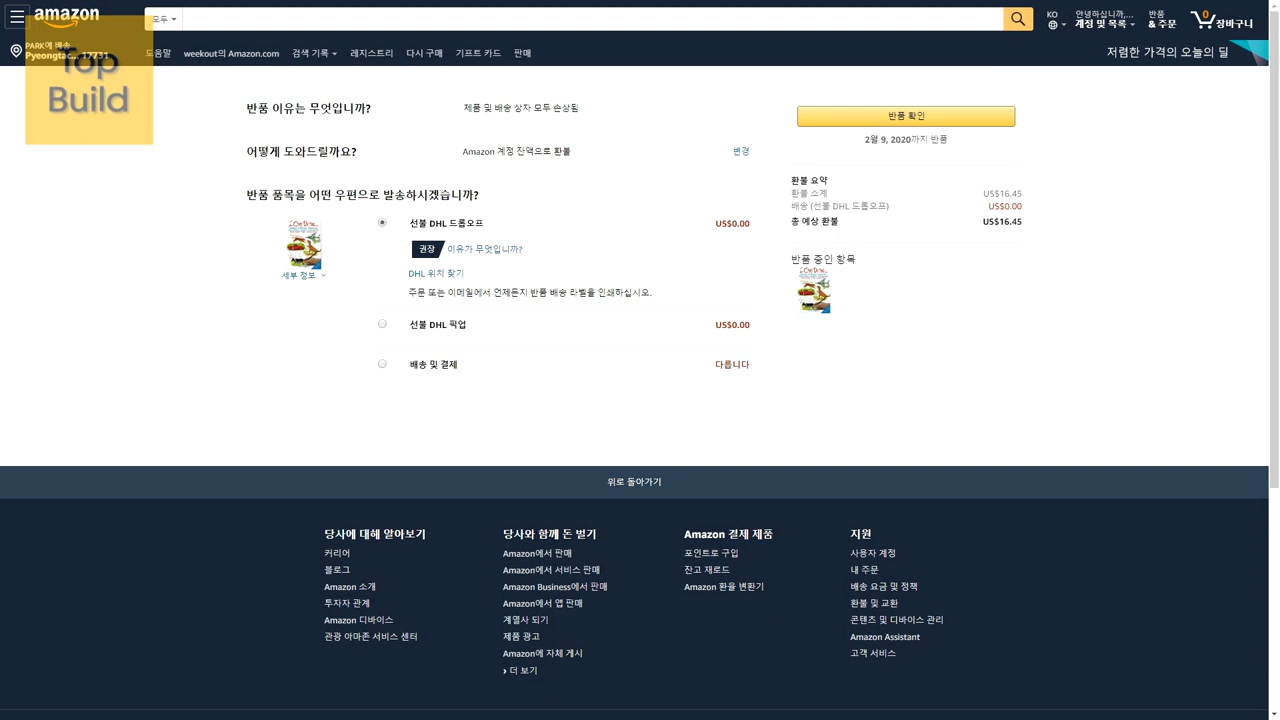 amazon
모두
KO
안녕하십니까,...
계정 및 목록
반품
& 주문
0
장바구니
PARK에 배송
Pyeongtac... 17731
도움말
weekout의 Amazon.com
검색 기록
레지스트리
다시 구매
기프트 카드
판매
저렴한 가격의 오늘의 딜
Top
Build
반품 이유는 무엇입니까?
제품 및 배송 상자 모두 손상됨
어떻게 도와드릴까요?
Amazon 계정 잔액으로 환불
변경
반품 품목을 어떤 우편으로 발송하시겠습니까?
세부 정보
선불 DHL 드롭오프
US$0.00
권장
이유가 무엇입니까?
DHL 위치 찾기
주문 또는 이메일에서 언제든지 반품 배송 라벨을 인쇄하십시오.
선불 DHL 픽업
US$0.00
배송 및 결제
다릅니다
반품 확인
2월 9, 2020까지 반품
환불 요약
환불 소계
US$16.45
배송 (선불 DHL 드롭오프)
US$0.00
총 예상 환불
US$16.45
반품 중인 항목
위로 돌아가기
당사에 대해 알아보기
커리어
블로그
Amazon 소개
투자자 관계
Amazon 디바이스
관광 아마존 서비스 센터
당사와 함께 돈 벌기
Amazon에서 판매
Amazon에서 서비스 판매
Amazon Business에서 판매
Amazon에서 앱 판매
계열사 되기
제품 광고
Amazon에 자체 게시
› 더 보기
Amazon 결제 제품
포인트로 구입
잔고 재로드
Amazon 환율 변환기
지원
사용자 계정
내 주문
배송 요금 및 정책
환불 및 교환
콘텐츠 및 디바이스 관리
Amazon Assistant
고객 서비스